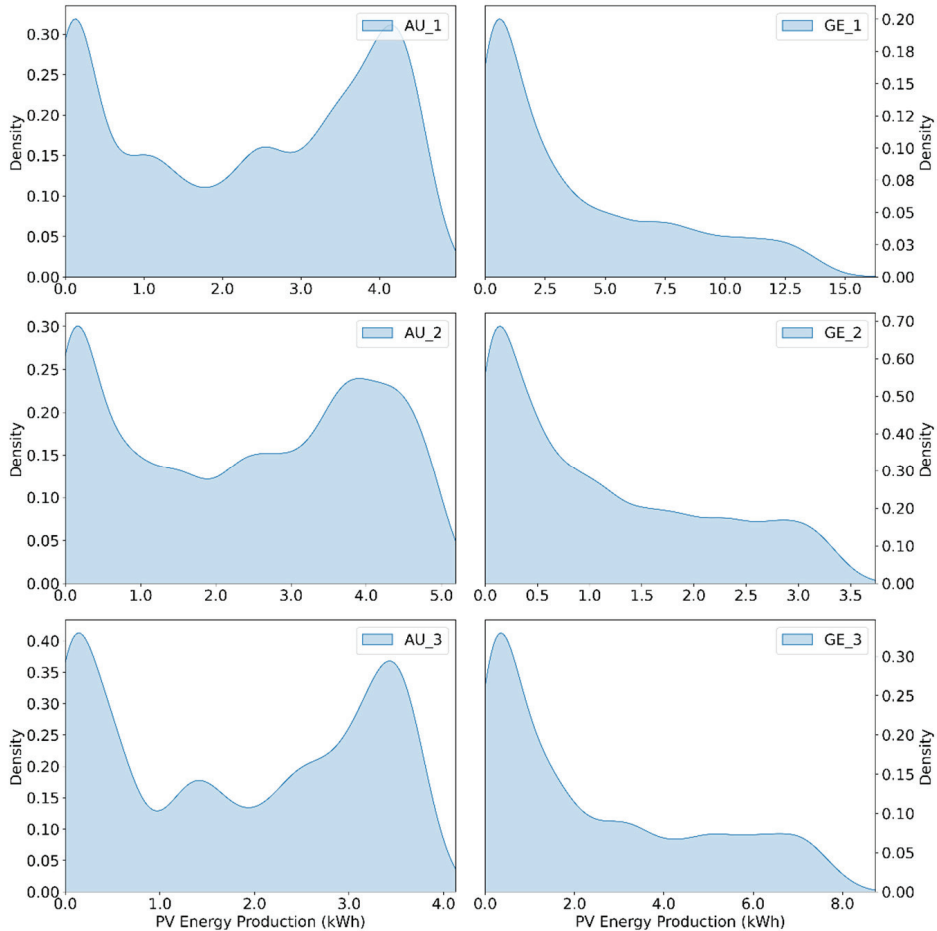 AU_1
Density
0.30
0.25
0.20
0.15
0.10
0.05
0.00
0.0 1.0 2.0 3.0 4.0
GE_1
Density
0.20
0.18
0.15
0.12
0.10
0.08
0.05
0.03
0.00
0.0 2.5 5.0 7.5 10.0 12.5 15.0
AU_2
Density
0.30
0.25
0.20
0.15
0.10
0.05
0.00
0.0 1.0 2.0 3.0 4.0 5.0
GE_2
Density
0.70
0.60
0.50
0.40
0.30
0.20
0.10
0.00
0.0 0.5 1.0 1.5 2.0 2.5 3.0 3.5
AU_3
Density
0.40
0.35
0.30
0.25
0.20
0.15
0.10
0.05
0.00
0.0 1.0 2.0 3.0 4.0
PV Energy Production (kWh)
GE_3
Density
0.30
0.25
0.20
0.15
0.10
0.05
0.00
0.0 2.0 4.0 6.0 8.0
PV Energy Production (kWh)